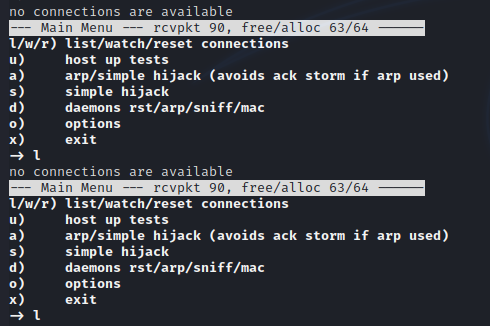 no connections are available
--- Main Menu --- rcvpkt 90, free/alloc 63/64 ------
l/w/r) list/watch/reset connections
u)     host up tests
a)     arp/simple hijack (avoids ack storm if arp used)
s)     simple hijack
d)     daemons rst/arp/sniff/mac
o)     options
x)     exit
-> l
no connections are available
--- Main Menu --- rcvpkt 90, free/alloc 63/64 ------
l/w/r) list/watch/reset connections
u)     host up tests
a)     arp/simple hijack (avoids ack storm if arp used)
s)     simple hijack
d)     daemons rst/arp/sniff/mac
o)     options
x)     exit
-> l